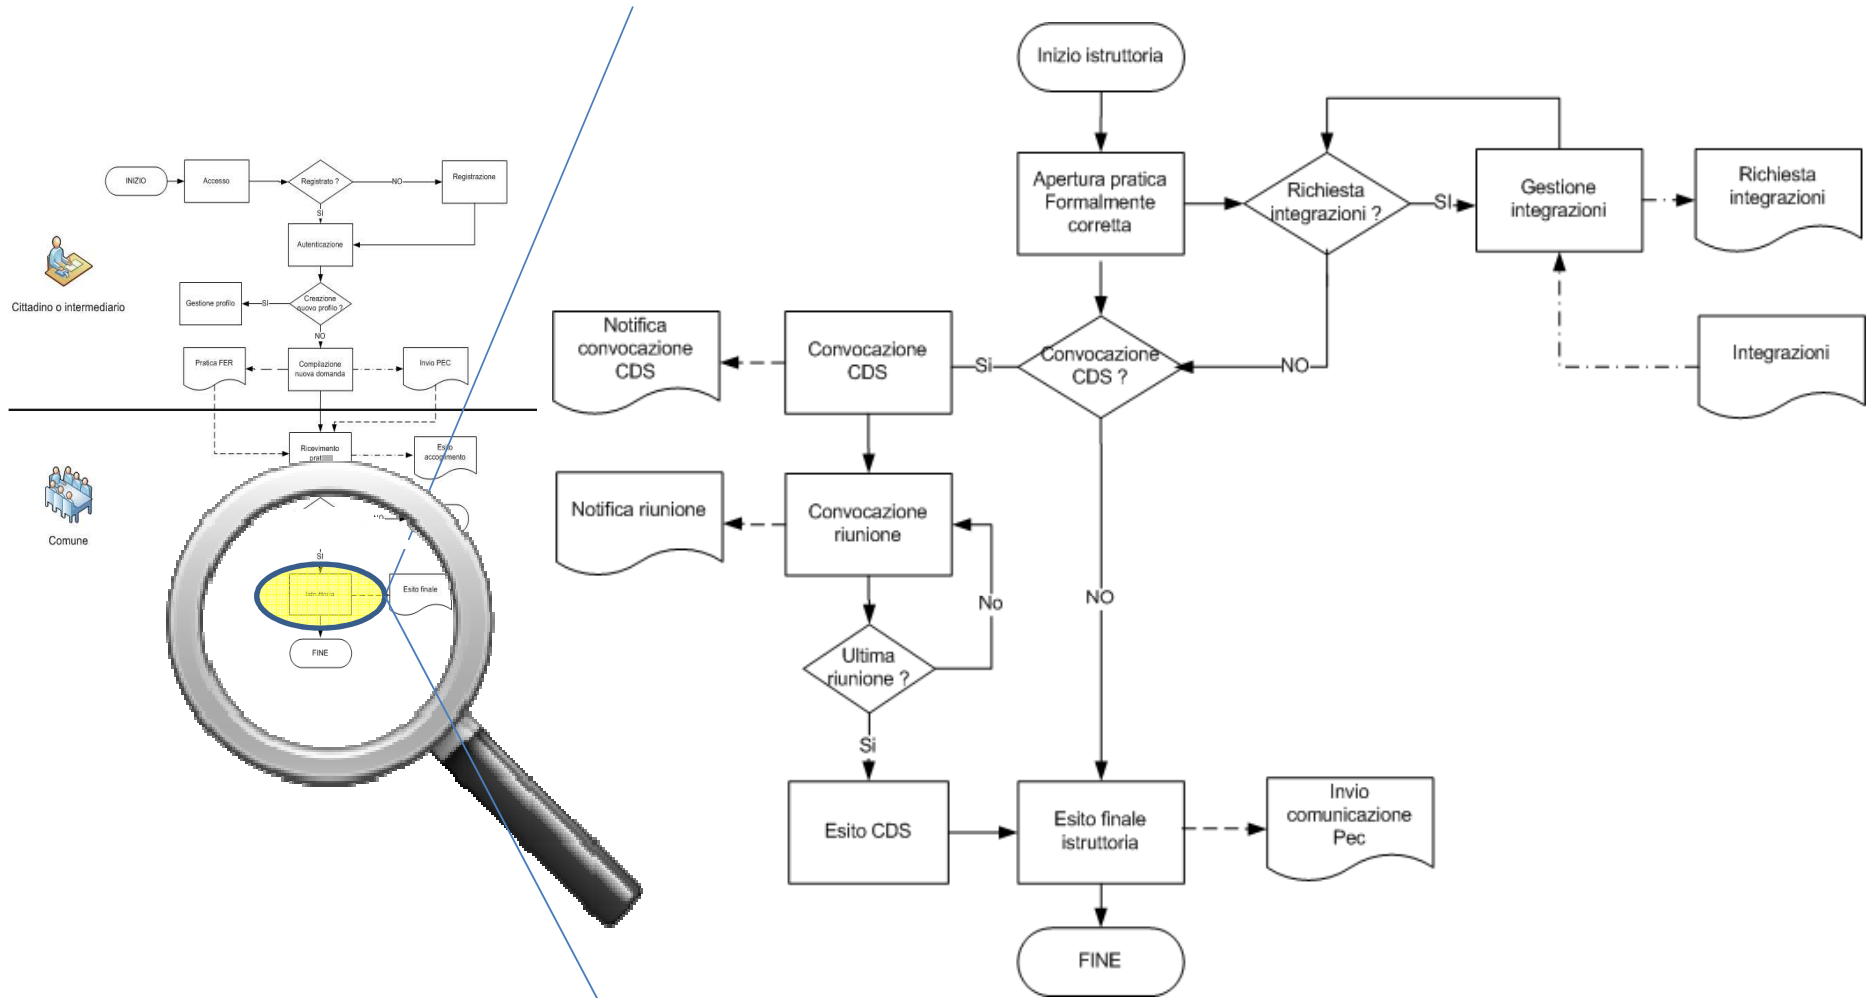 INIZIO
Accesso
Registrato ?
NO
Registrazione
SI
Autenticazione
Gestione profilo
SI
Creazione
nuovo profilo ?
NO
Pratica FER
Compilazione
nuova domanda
Invio PEC
Cittadino o intermediario
Ricevimento
Esito
accoglimento
Comune
SI
Istruttoria
Esito finale
FINE
Inizio istruttoria
Apertura pratica
Formalmente
corretta
Richiesta
integrazioni ?
SI
Gestione
integrazioni
Richiesta
integrazioni
Integrazioni
NO
Convocazione
CDS ?
Si
Convocazione
CDS
Notifica
convocazione
CDS
Convocazione
riunione
Notifica riunione
No
NO
Ultima
riunione ?
Si
Esito CDS
Esito finale
istruttoria
Invio
comunicazione
Pec
FINE